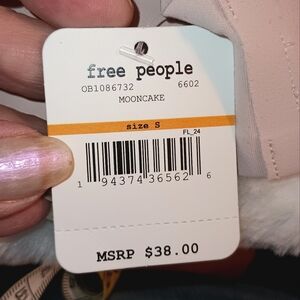 free people
OB1086732 6602
MOONCAKE
size S
FL_24
1 94374 36562 6
MSRP $38.00